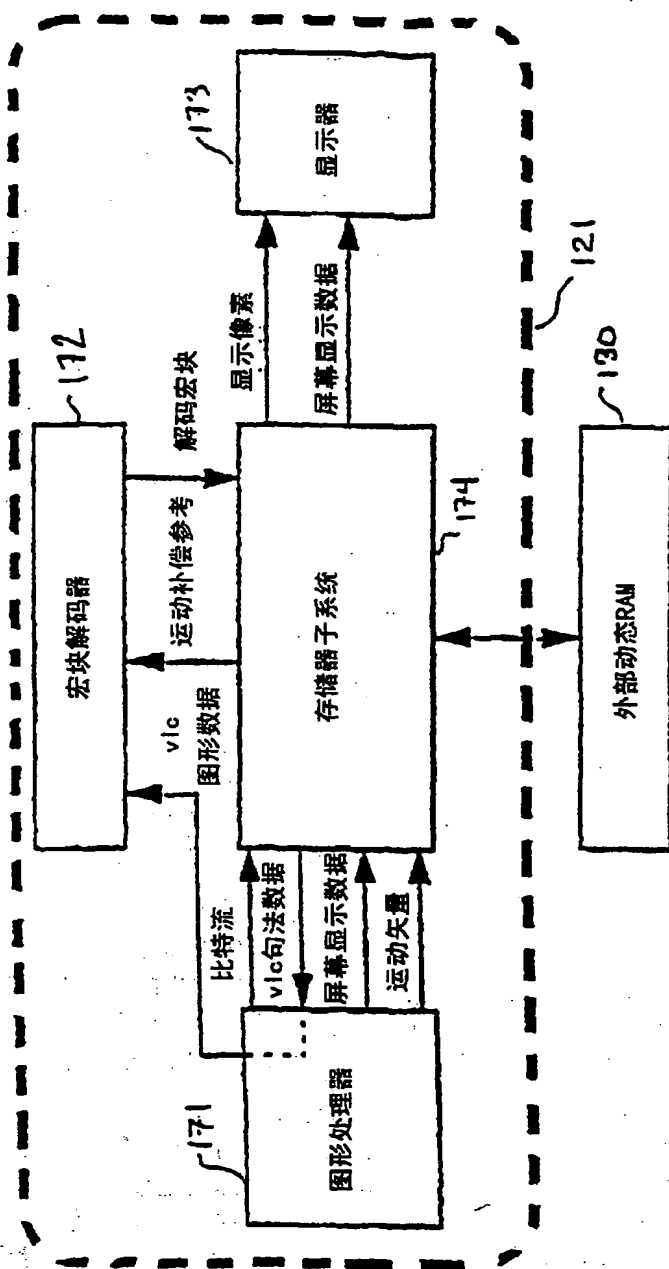 172
宏块解码器
vlc
图形数据
运动补偿参考
解码宏块
171
图形处理器
比特流
vlc句法数据
屏幕显示数据
运动矢量
存储器子系统
174
显示像素
屏幕显示数据
173
显示器
121
外部动态RAM
130